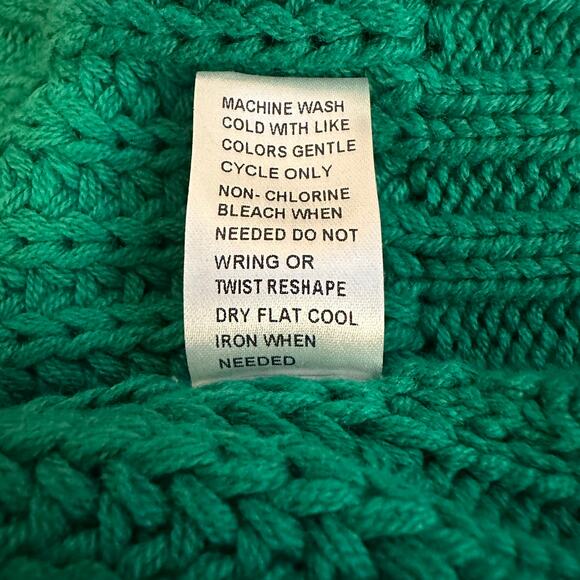 MACHINE WASH
COLD WITH LIKE
COLORS GENTLE
CYCLE ONLY
NON- CHLORINE
BLEACH WHEN
NEEDED DO NOT
WRING OR
TWIST RESHAPE
DRY FLAT COOL
IRON WHEN
NEEDED